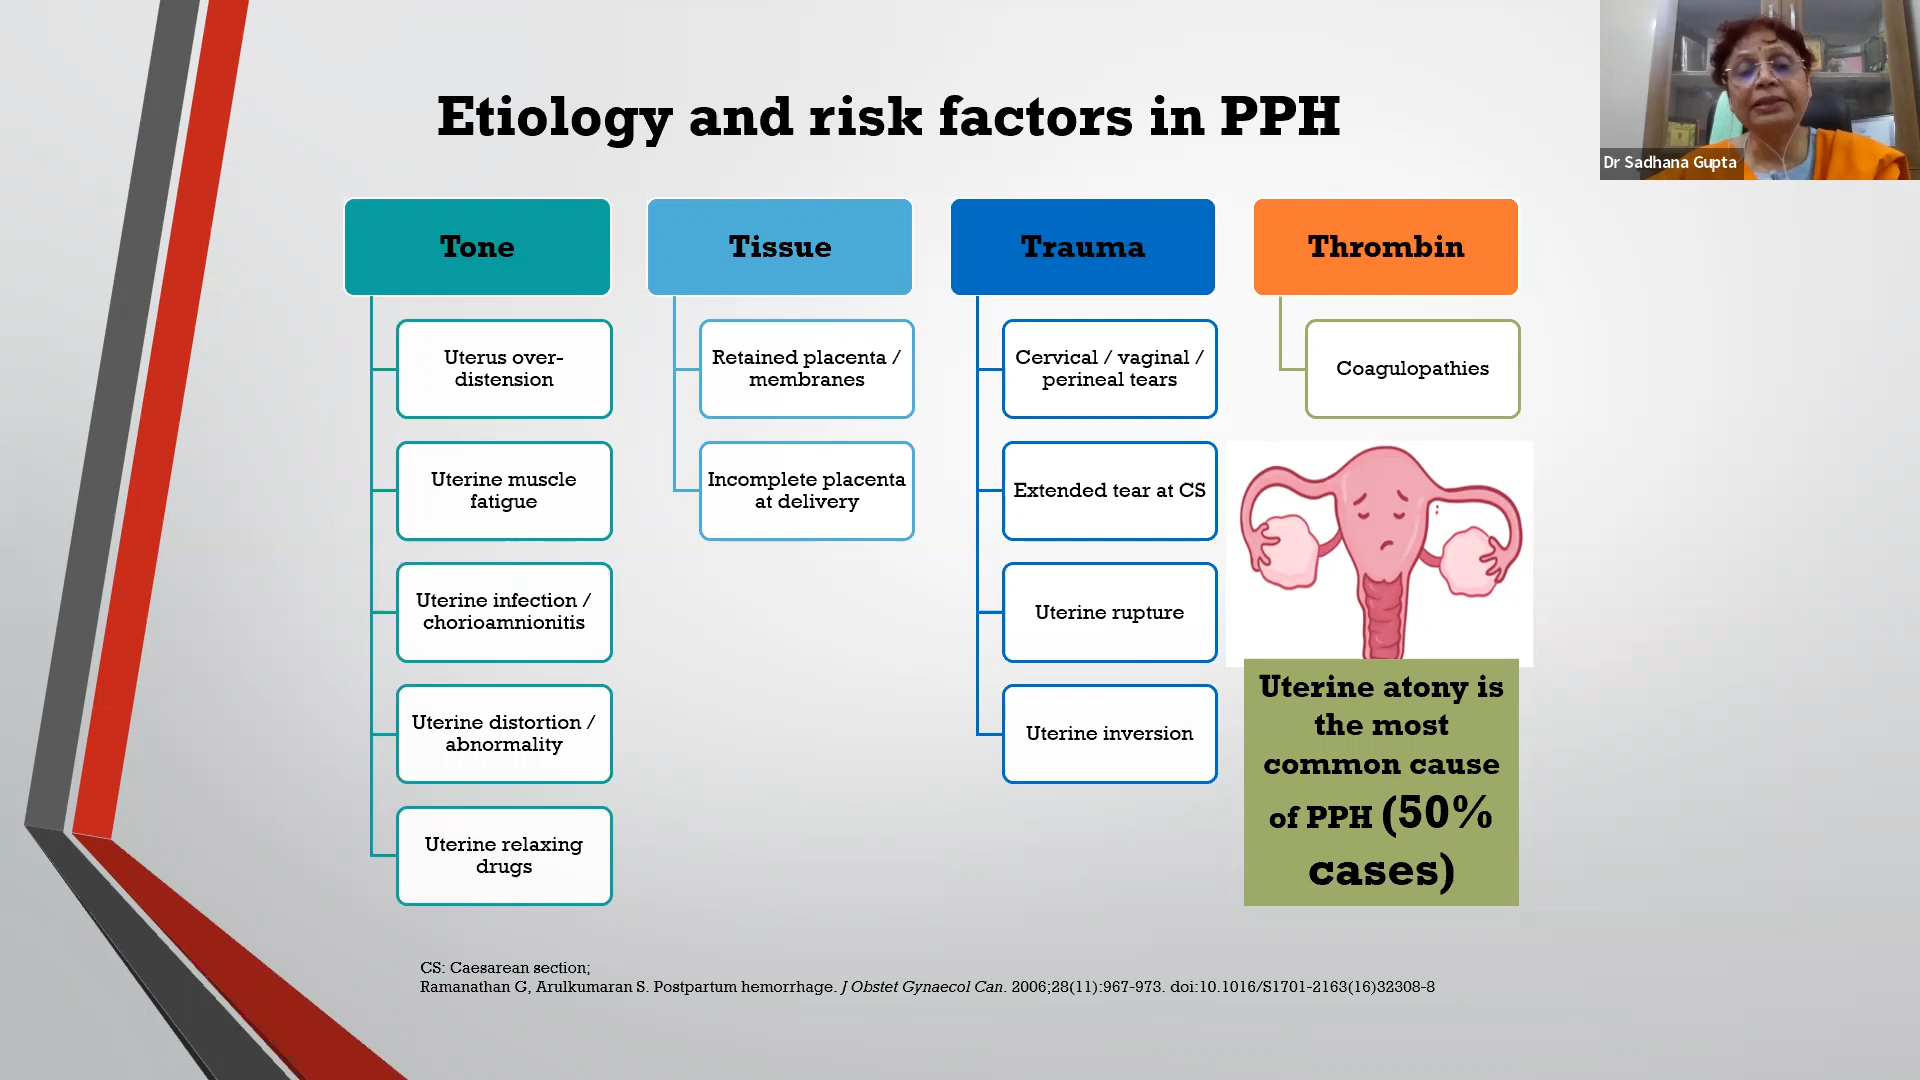 Etiology and risk factors in PPH
Dr Sadhana Gupta
Tone
Uterus over-
distension
Uterine muscle
fatigue
Uterine infection /
chorioamnionitis
Uterine distortion /
abnormality
Uterine relaxing
drugs
Tissue
Retained placenta /
membranes
Incomplete placenta
at delivery
Trauma
Cervical / vaginal /
perineal tears
Extended tear at CS
Uterine rupture
Uterine inversion
Thrombin
Coagulopathies
Uterine atony is
the most
common cause
of PPH (50%
cases)
CS: Caesarean section;
Ramanathan G, Arulkumaran S. Postpartum hemorrhage. J Obstet Gynaecol Can. 2006;28(11):967-973. doi:10.1016/S1701-2163(16)32308-8